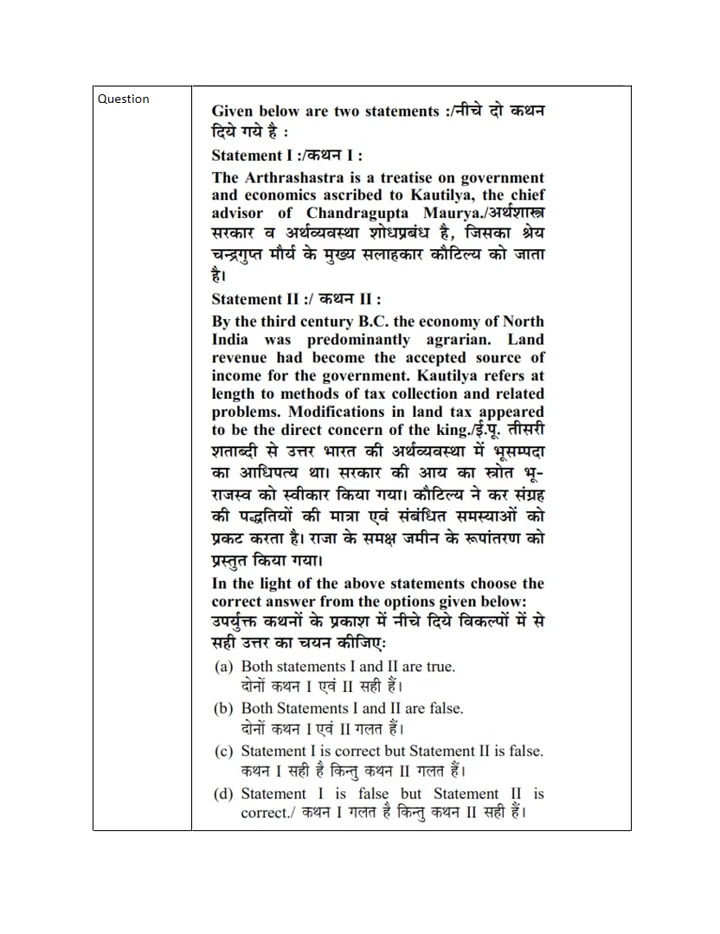 Question
Given below are two statements :/नीचे दो कथन
दिये गये है :
Statement I :/कथन I :
The Arthrashastra is a treatise on government
and economics ascribed to Kautilya, the chief
advisor of Chandragupta Maurya./अर्थशास्त्र
सरकार व अर्थव्यवस्था शोधप्रबंध है, जिसका श्रेय
चन्द्रगुप्त मौर्य के मुख्य सलाहकार कौटिल्य को जाता
है।
Statement II :/ कथन II :
By the third century B.C. the economy of North
India was predominantly agrarian. Land
revenue had become the accepted source of
income for the government. Kautilya refers at
length to methods of tax collection and related
problems. Modifications in land tax appeared
to be the direct concern of the king./ई.पू. तीसरी
शताब्दी से उत्तर भारत की अर्थव्यवस्था में भूसम्पदा
का आधिपत्य था। सरकार की आय का स्त्रोत भू-
राजस्व को स्वीकार किया गया। कौटिल्य ने कर संग्रह
की पद्धतियों की मात्रा एवं संबंधित समस्याओं को
प्रकट करता है। राजा के समक्ष जमीन के रूपांतरण को
प्रस्तुत किया गया।
In the light of the above statements choose the
correct answer from the options given below:
उपर्युक्त कथनों के प्रकाश में नीचे दिये विकल्पों में से
सही उत्तर का चयन कीजिए:
(a) Both statements I and II are true.
दोनों कथन I एवं II सही हैं।
(b) Both Statements I and II are false.
दोनों कथन I एवं II गलत हैं।
(c) Statement I is correct but Statement II is false.
कथन I सही है किन्तु कथन II गलत हैं।
(d) Statement I is false but Statement II is
correct./ कथन I गलत है किन्तु कथन II सही हैं।